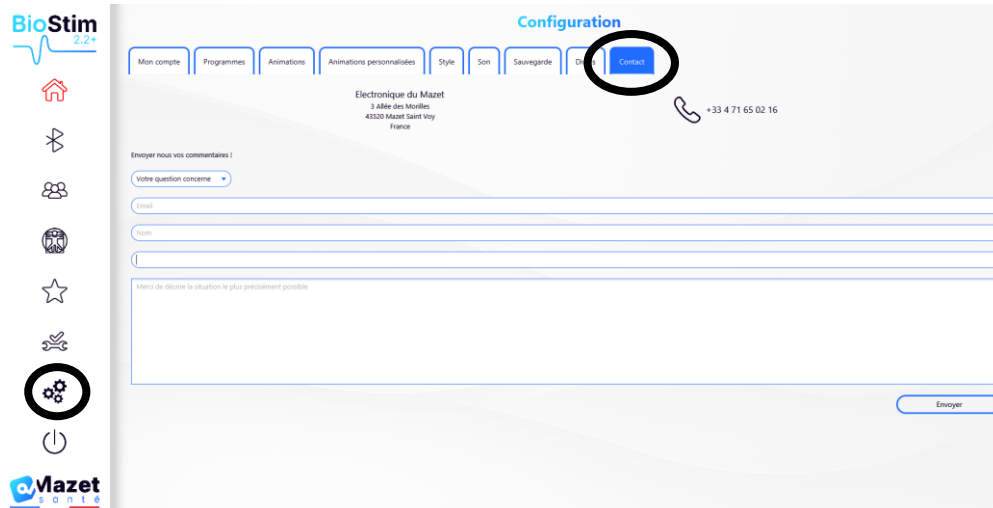 BioStim
2.2+
Configuration
Mon compte Programmes Animations Animations personnalisées Style Son Sauvegarde Contact
Electronique du Mazet
3 Allée des Morilles
43520 Mazet Saint Voy
France
+33 4 71 65 02 16
Envoyer nous vos commentaires !
Votre question concerne
Email
Nom
Merci de décrire la situation le plus précisément possible
Envoyer
Mazet
santé